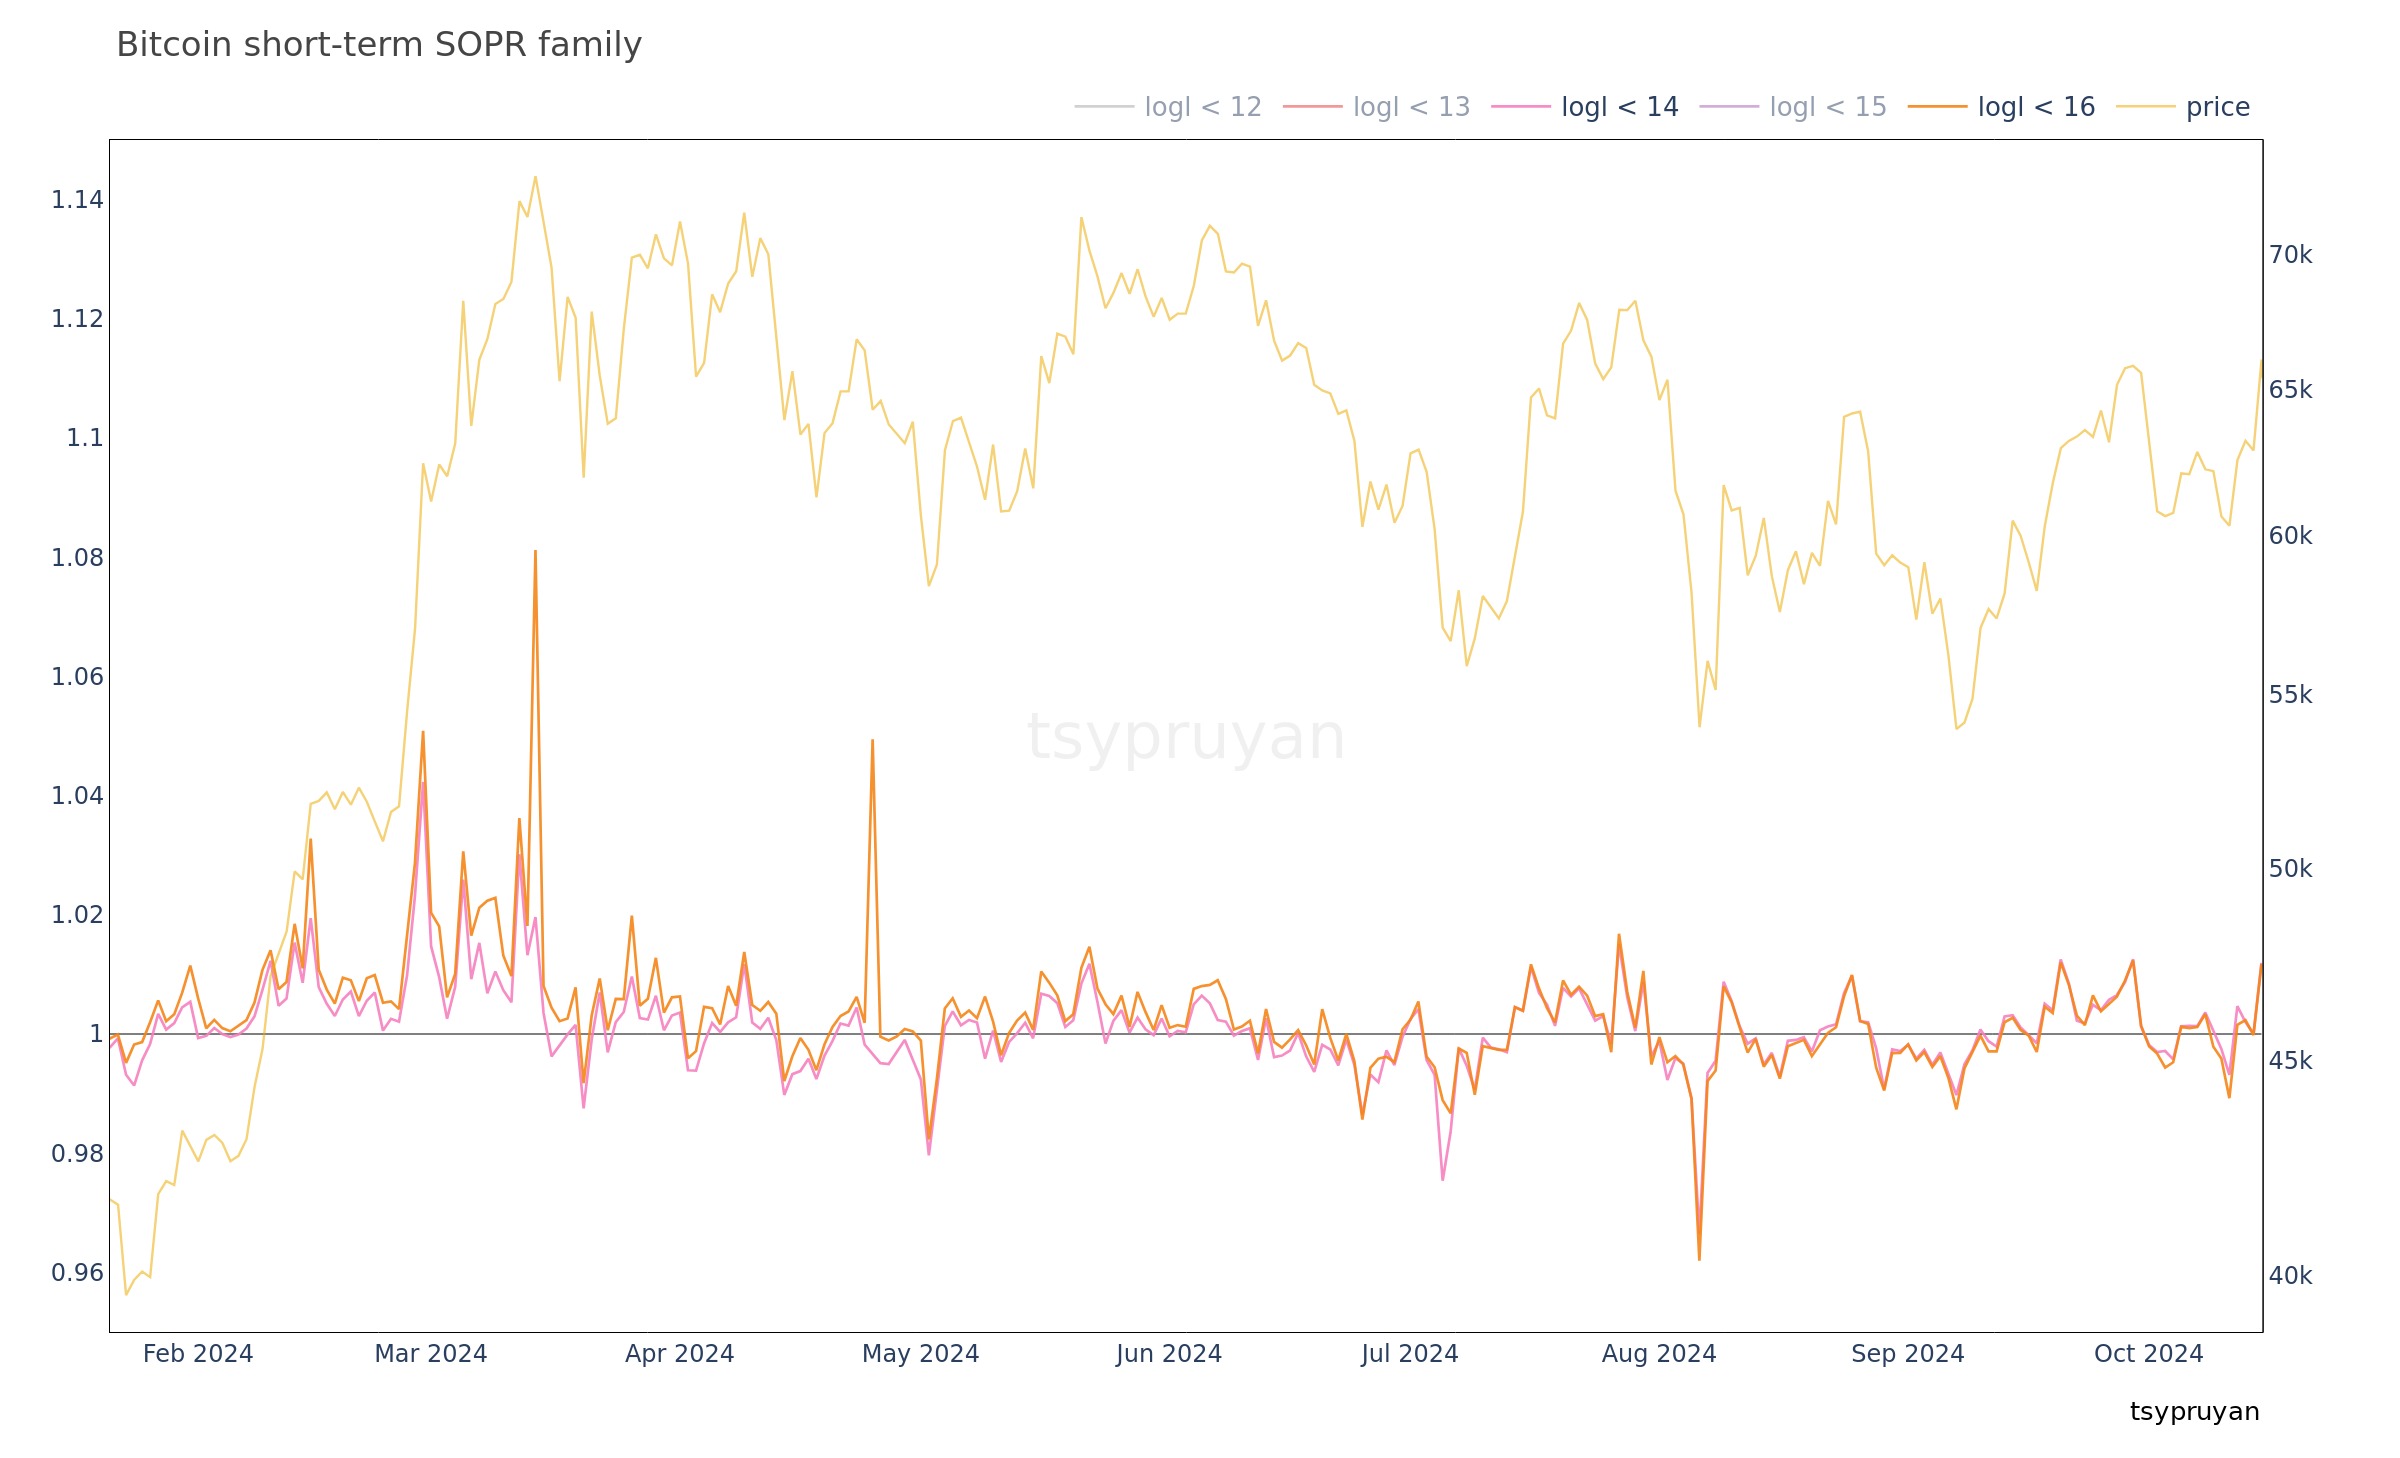 Bitcoin short-term SOPR family
logl < 12 logl < 13 logl < 14 logl < 15 logl < 16 price
1.14
1.12
1.1
1.08
1.06
1.04
1.02
1
0.98
0.96
70k
65k
60k
55k
50k
45k
40k
tsypruyan
Feb 2024 Mar 2024 Apr 2024 May 2024 Jun 2024 Jul 2024 Aug 2024 Sep 2024 Oct 2024
tsypruyan